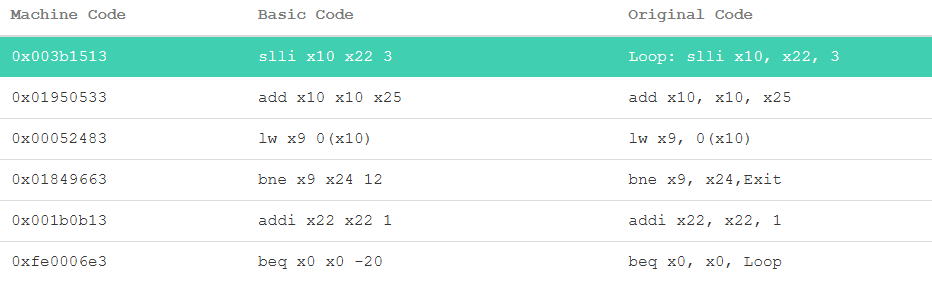 Machine Code Basic Code Original Code
0x003b1513 slli x10 x22 3 Loop: slli x10, x22, 3
0x01950533 add x10 x10 x25 add x10, x10, x25
0x00052483 lw x9 0(x10) lw x9, 0(x10)
0x01849663 bne x9 x24 12 bne x9, x24,Exit
0x001b0b13 addi x22 x22 1 addi x22, x22, 1
0xfe0006e3 beq x0 x0 -20 beq x0, x0, Loop